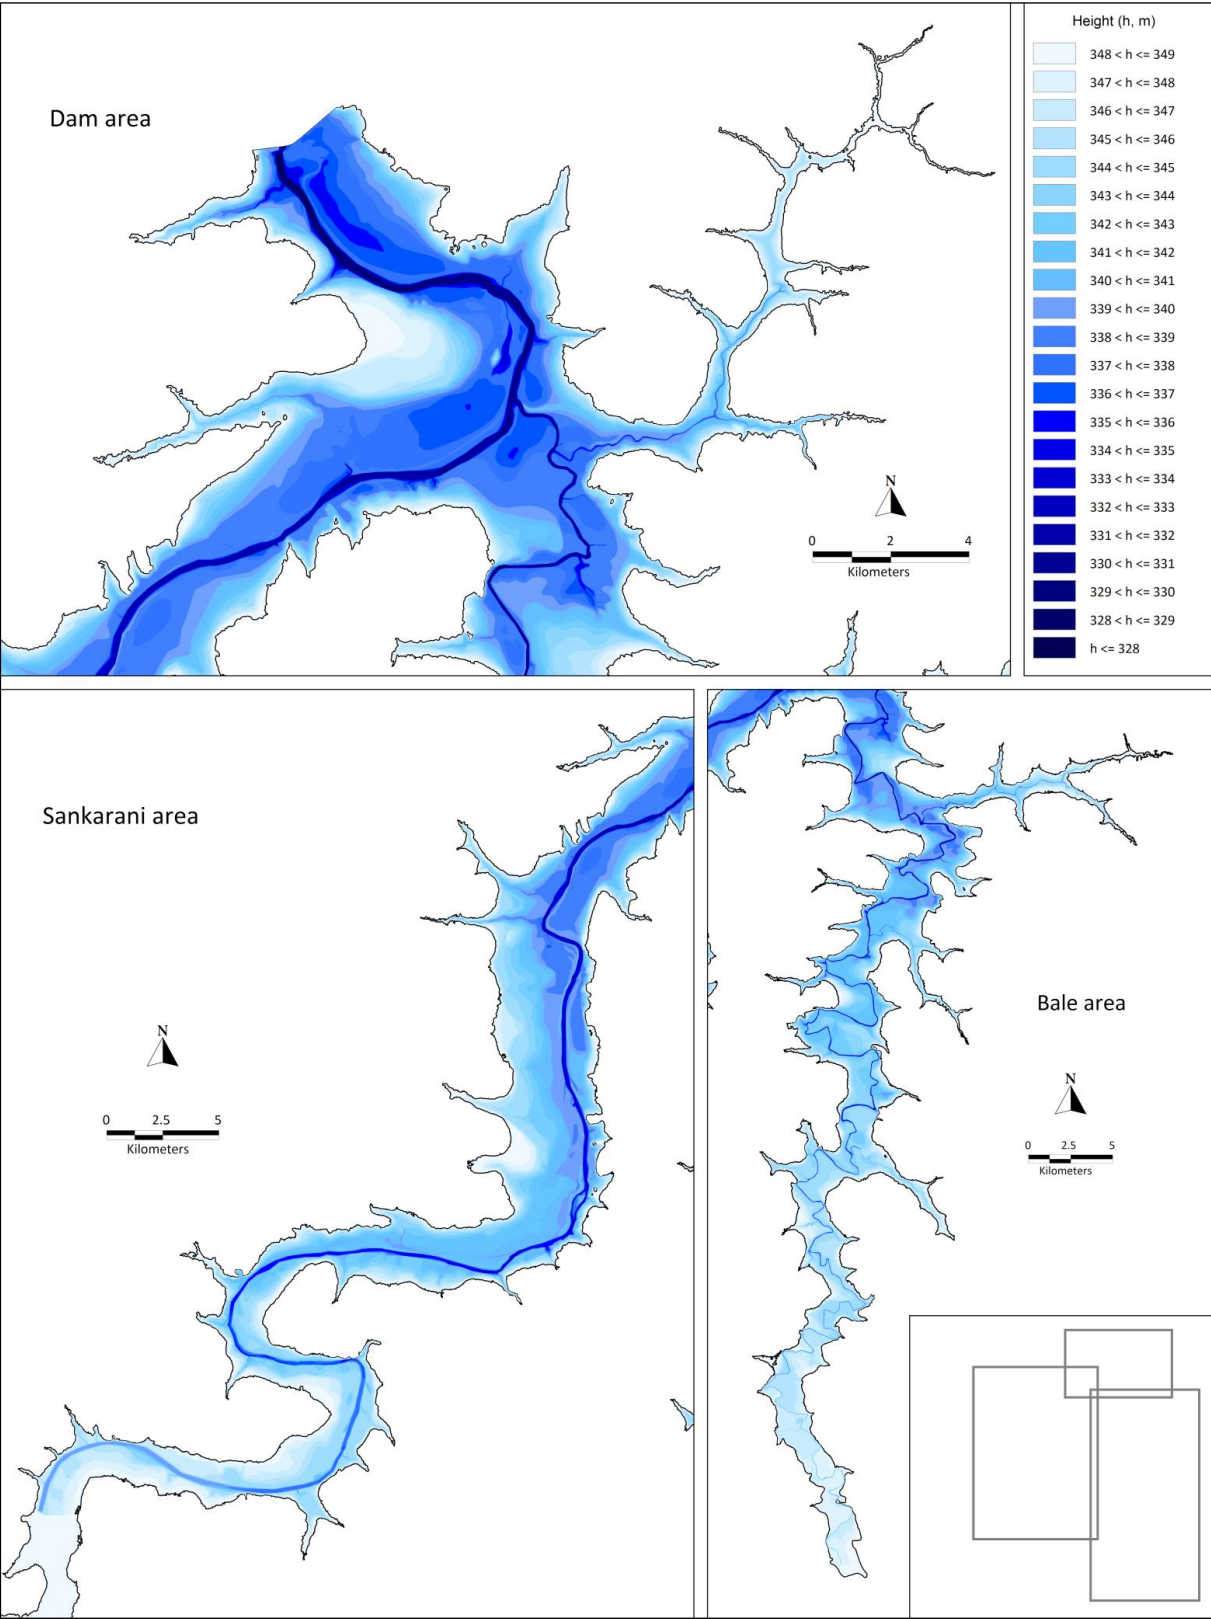 Dam area
N
0 2 4
Kilometers
Height (h, m)
348 < h <= 349
347 < h <= 348
346 < h <= 347
345 < h <= 346
344 < h <= 345
343 < h <= 344
342 < h <= 343
341 < h <= 342
340 < h <= 341
339 < h <= 340
338 < h <= 339
337 < h <= 338
336 < h <= 337
335 < h <= 336
334 < h <= 335
333 < h <= 334
332 < h <= 333
331 < h <= 332
330 < h <= 331
329 < h <= 330
328 < h <= 329
h <= 328
Sankarani area
N
0 2.5 5
Kilometers
Bale area
N
0 2.5 5
Kilometers